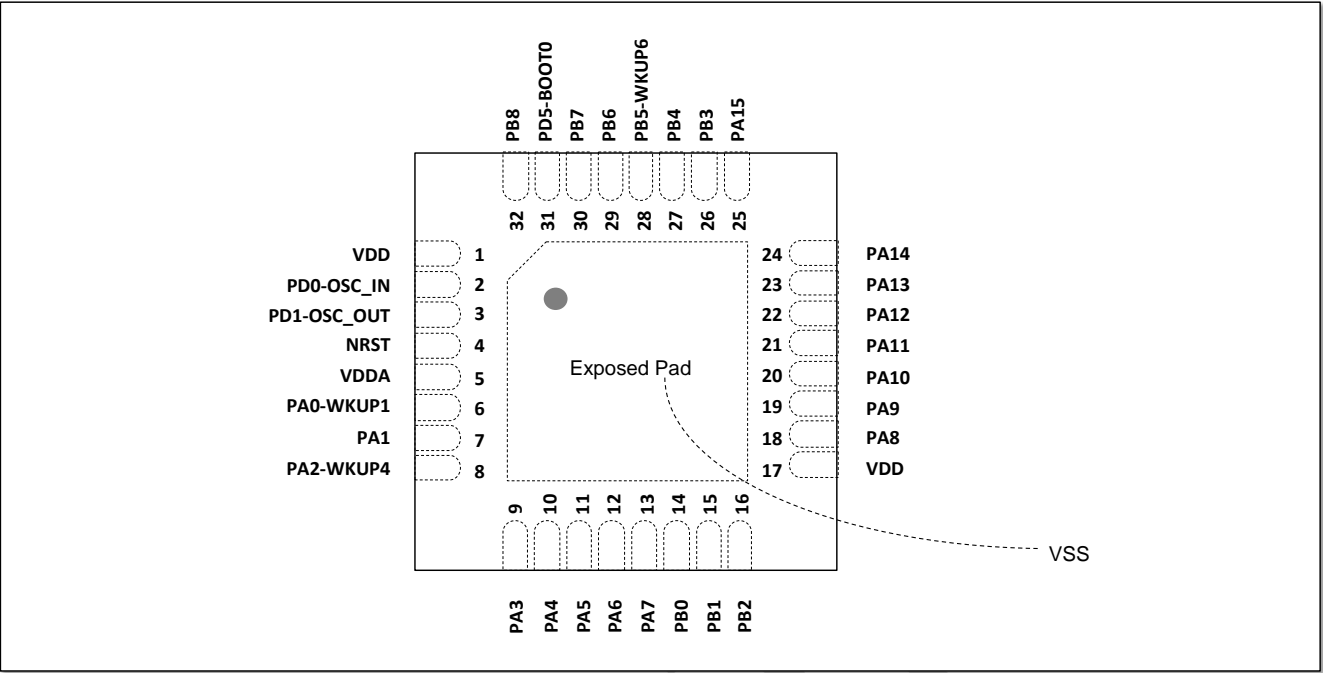 PB8
PD5-BOOT0
PB7
PB6
PB5-WKUP6
PB4
PB3
PA15
32
31
30
29
28
27
26
25
VDD 1
PD0-OSC_IN 2
PD1-OSC_OUT 3
NRST 4
VDDA 5
PA0-WKUP1 6
PA1 7
PA2-WKUP4 8
24 PA14
23 PA13
22 PA12
21 PA11
20 PA10
19 PA9
18 PA8
17 VDD
Exposed Pad
9
10
11
12
13
14
15
16
VSS
PA3
PA4
PA5
PA6
PA7
PB0
PB1
PB2